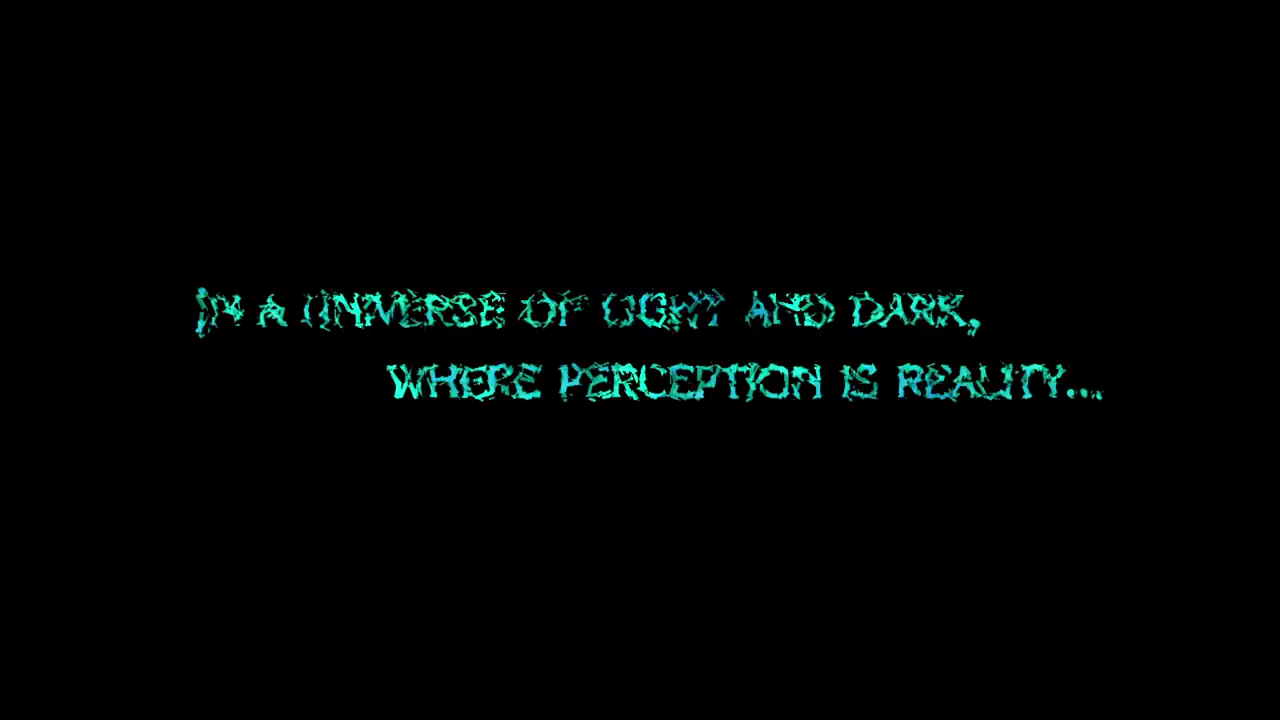 IN A UNIVERSE OF LIGHT AND DARK,
WHERE PERCEPTION IS REALITY...